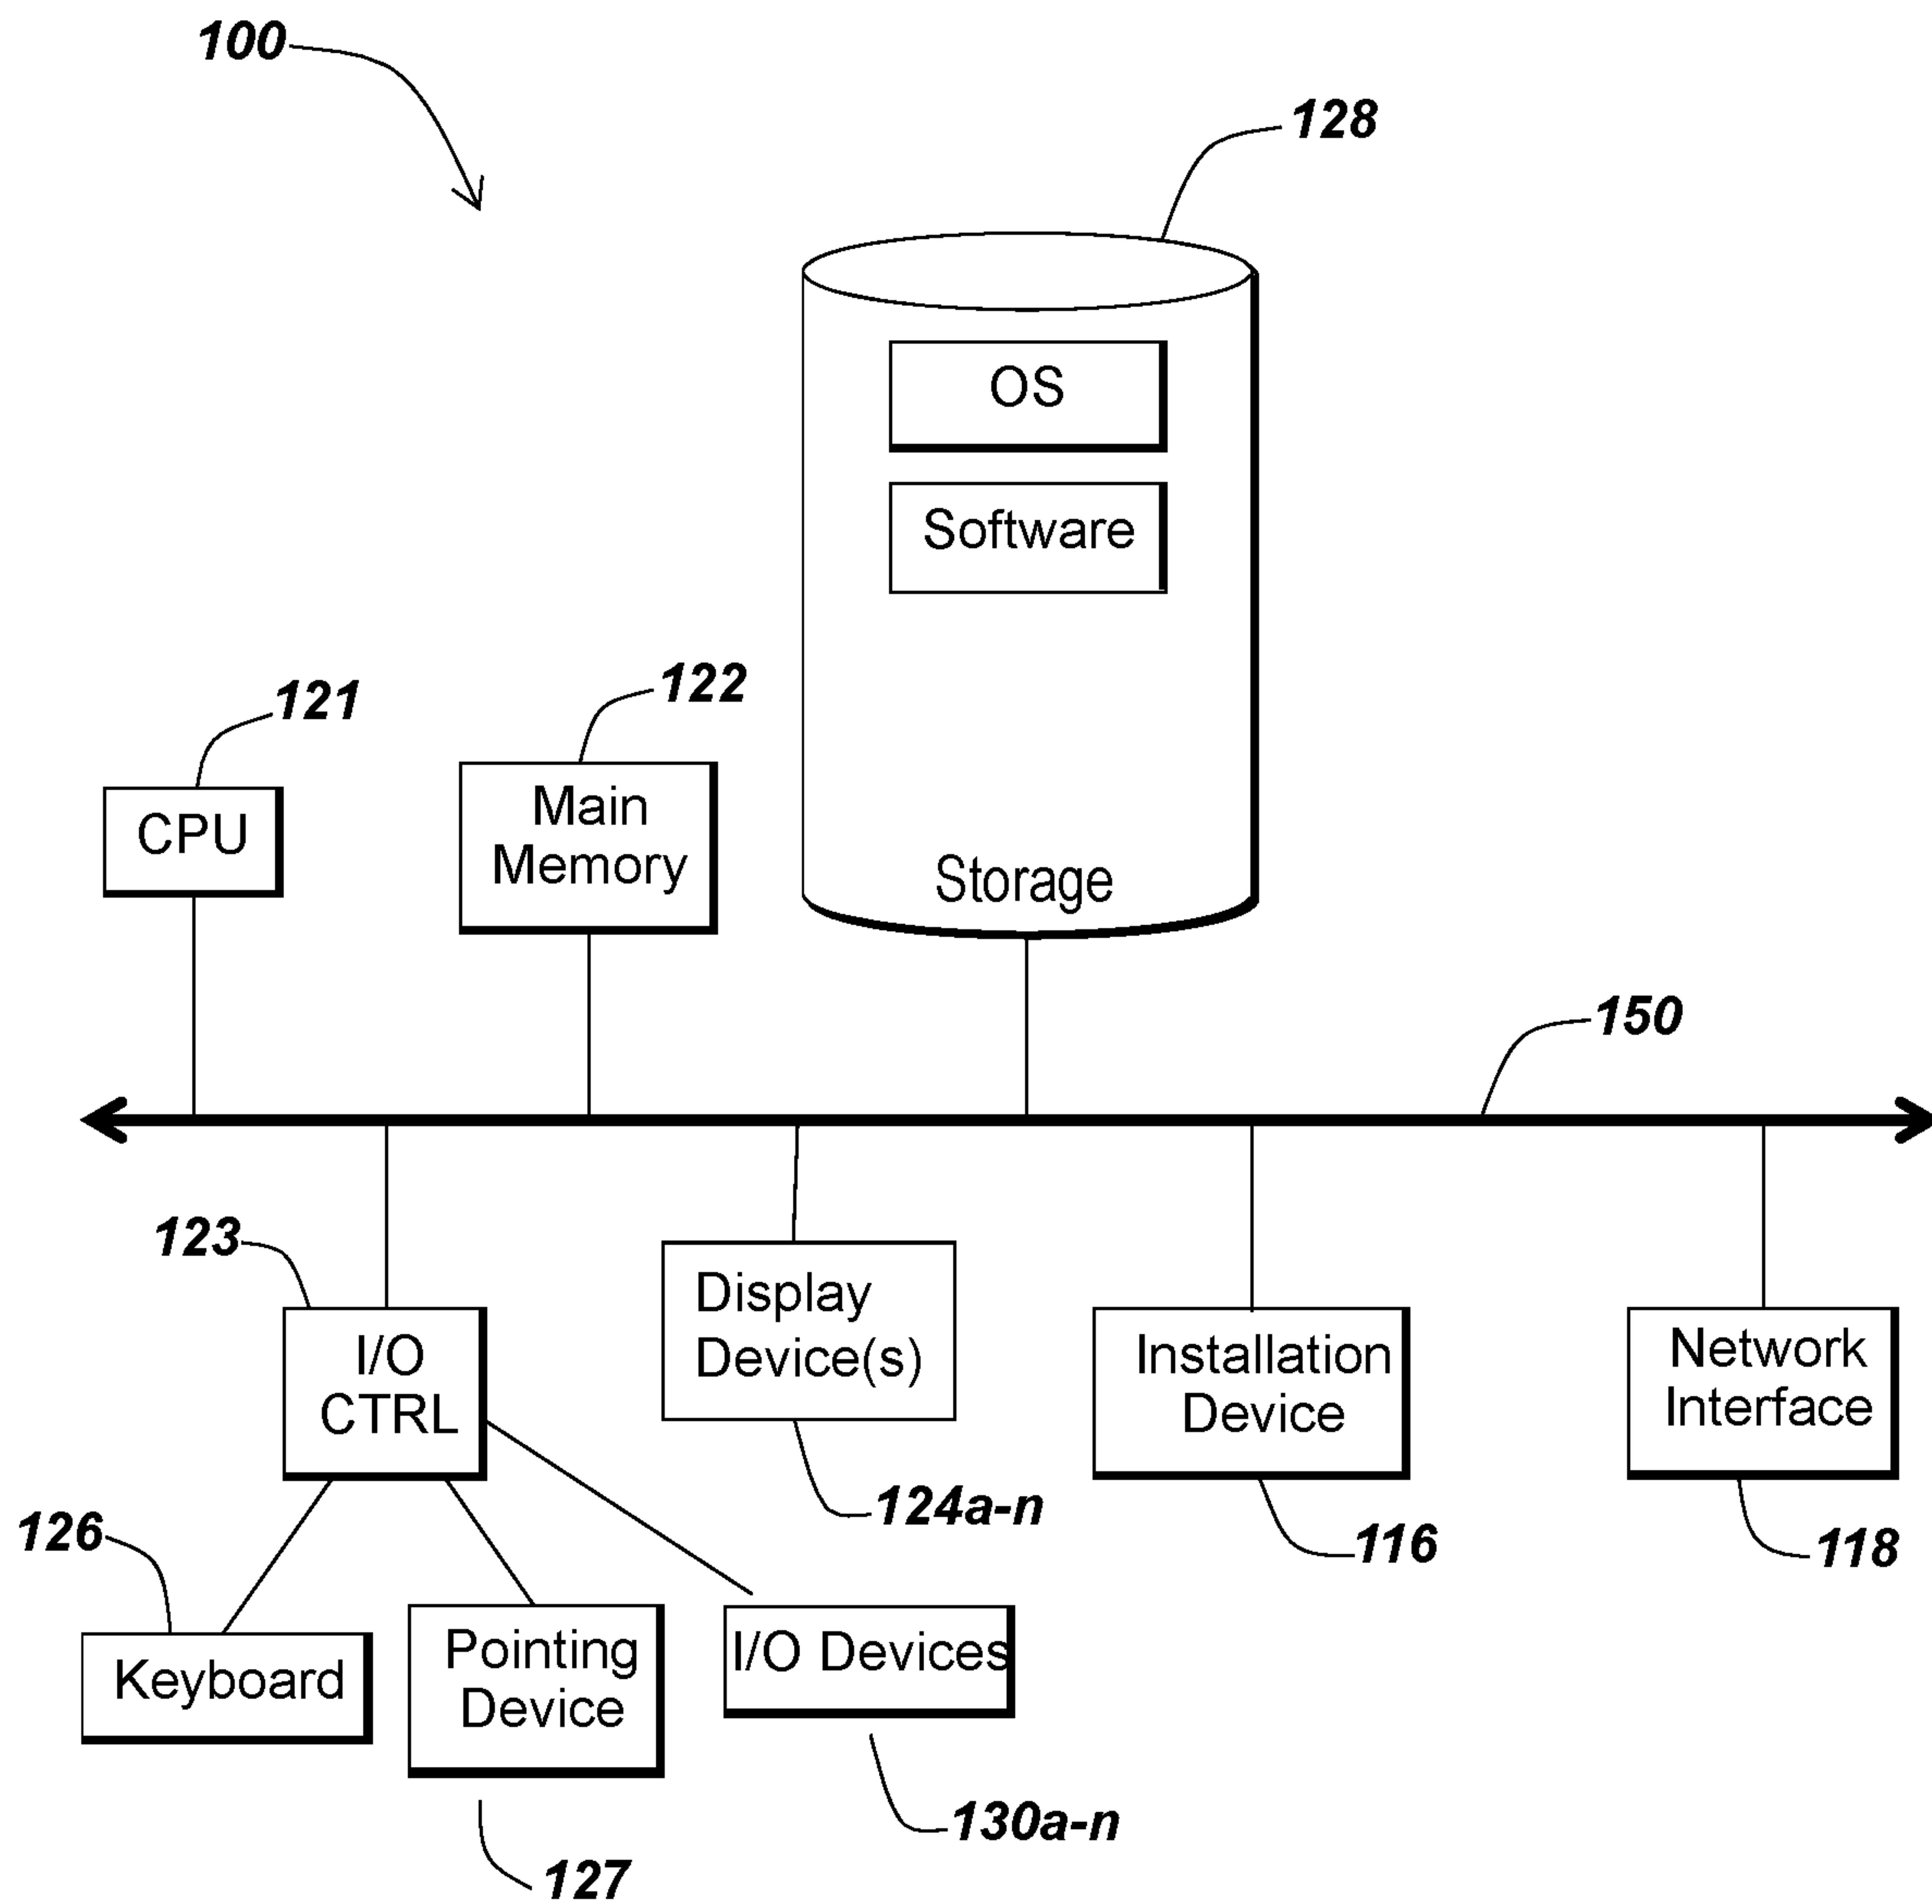 100
128
OS
Software
121
122
CPU
Main
Memory
Storage
150
123
I/O
CTRL
Display
Device(s)
Installation
Device
Network
Interface
124a-n
116
118
126
Keyboard
Pointing
Device
I/O Devices
130a-n
127